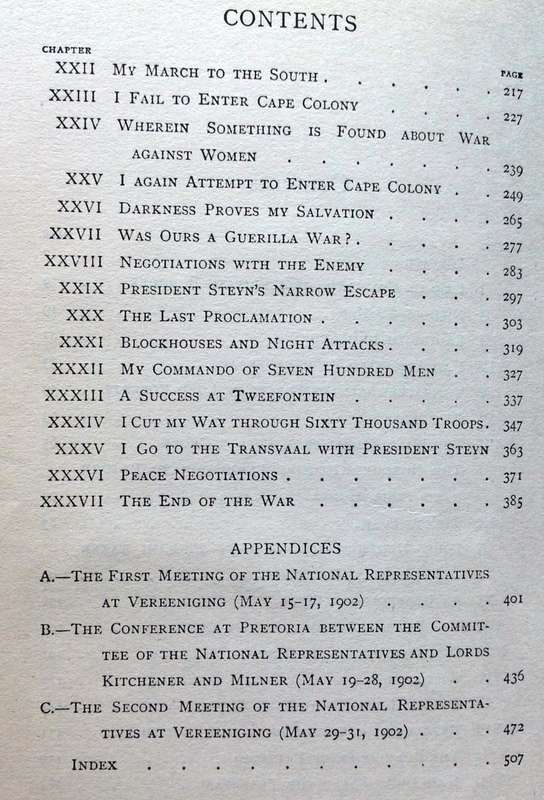 CONTENTS
CHAPTER PAGE
XXII My March to the South . . . . . 217
XXIII I Fail to Enter Cape Colony . . . . 227
XXIV Wherein Something is Found about War
against Women . . . . . . . 239
XXV I again Attempt to Enter Cape Colony . . 249
XXVI Darkness Proves my Salvation . . . . 265
XXVII Was Ours a Guerilla War? . . . . . 277
XXVIII Negotiations with the Enemy . . . . 283
XXIX President Steyn's Narrow Escape . . . 297
XXX The Last Proclamation . . . . . . 303
XXXI Blockhouses and Night Attacks . . . . 319
XXXII My Commando of Seven Hundred Men . . 327
XXXIII A Success at Tweefontein . . . . . 337
XXXIV I Cut my Way through Sixty Thousand Troops. 347
XXXV I Go to the Transvaal with President Steyn 363
XXXVI Peace Negotiations . . . . . . . 371
XXXVII The End of the War . . . . . . 385
APPENDICES
A.—The First Meeting of the National Representatives
at Vereeniging (May 15–17, 1902) . . . . 401
B.—The Conference at Pretoria between the Commit-
tee of the National Representatives and Lords
Kitchener and Milner (May 19–28, 1902) . . 436
C.—The Second Meeting of the National Representa-
tives at Vereeniging (May 29–31, 1902) . . . 472
Index . . . . . . . . . . . 507